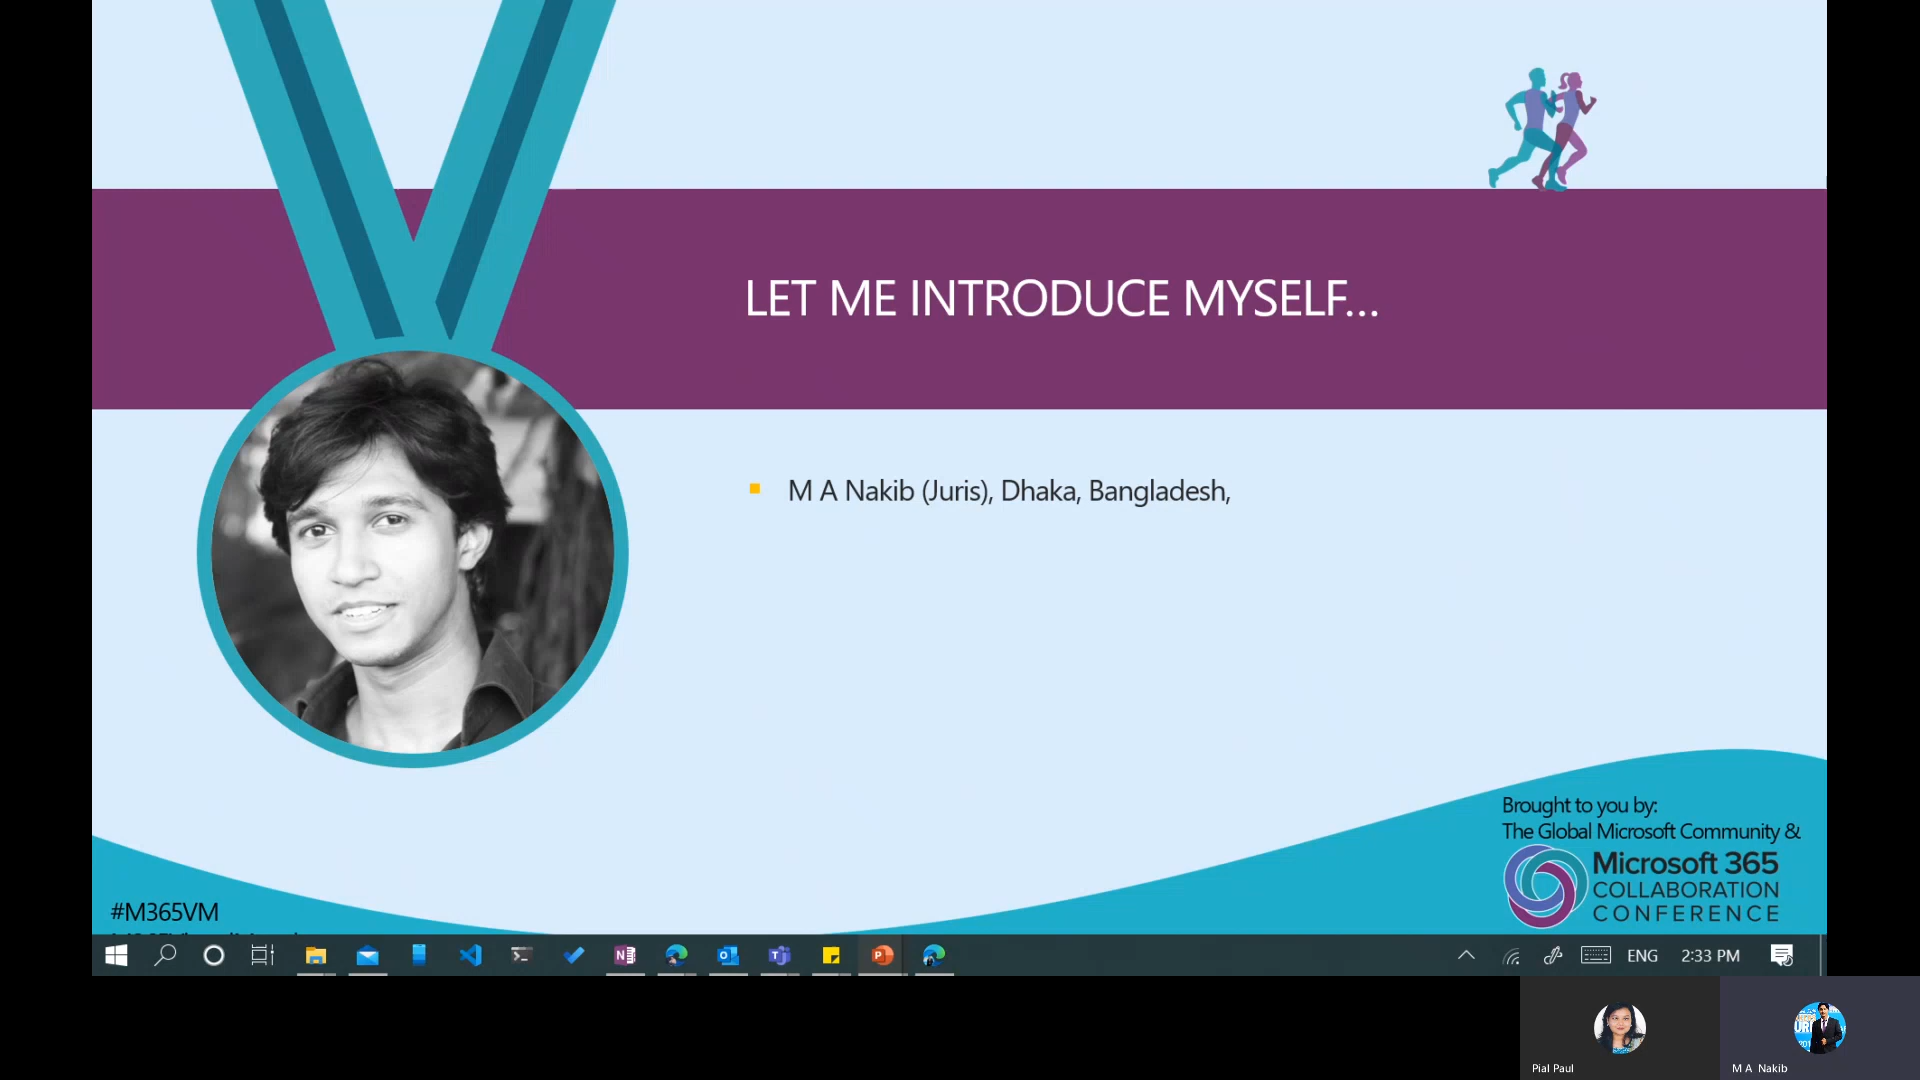 LET ME INTRODUCE MYSELF...
M A Nakib (Juris), Dhaka, Bangladesh,
Brought to you by:
The Global Microsoft Community &
Microsoft 365
COLLABORATION
CONFERENCE
#M365VM
ENG 2:33 PM
Pial Paul
M A Nakib